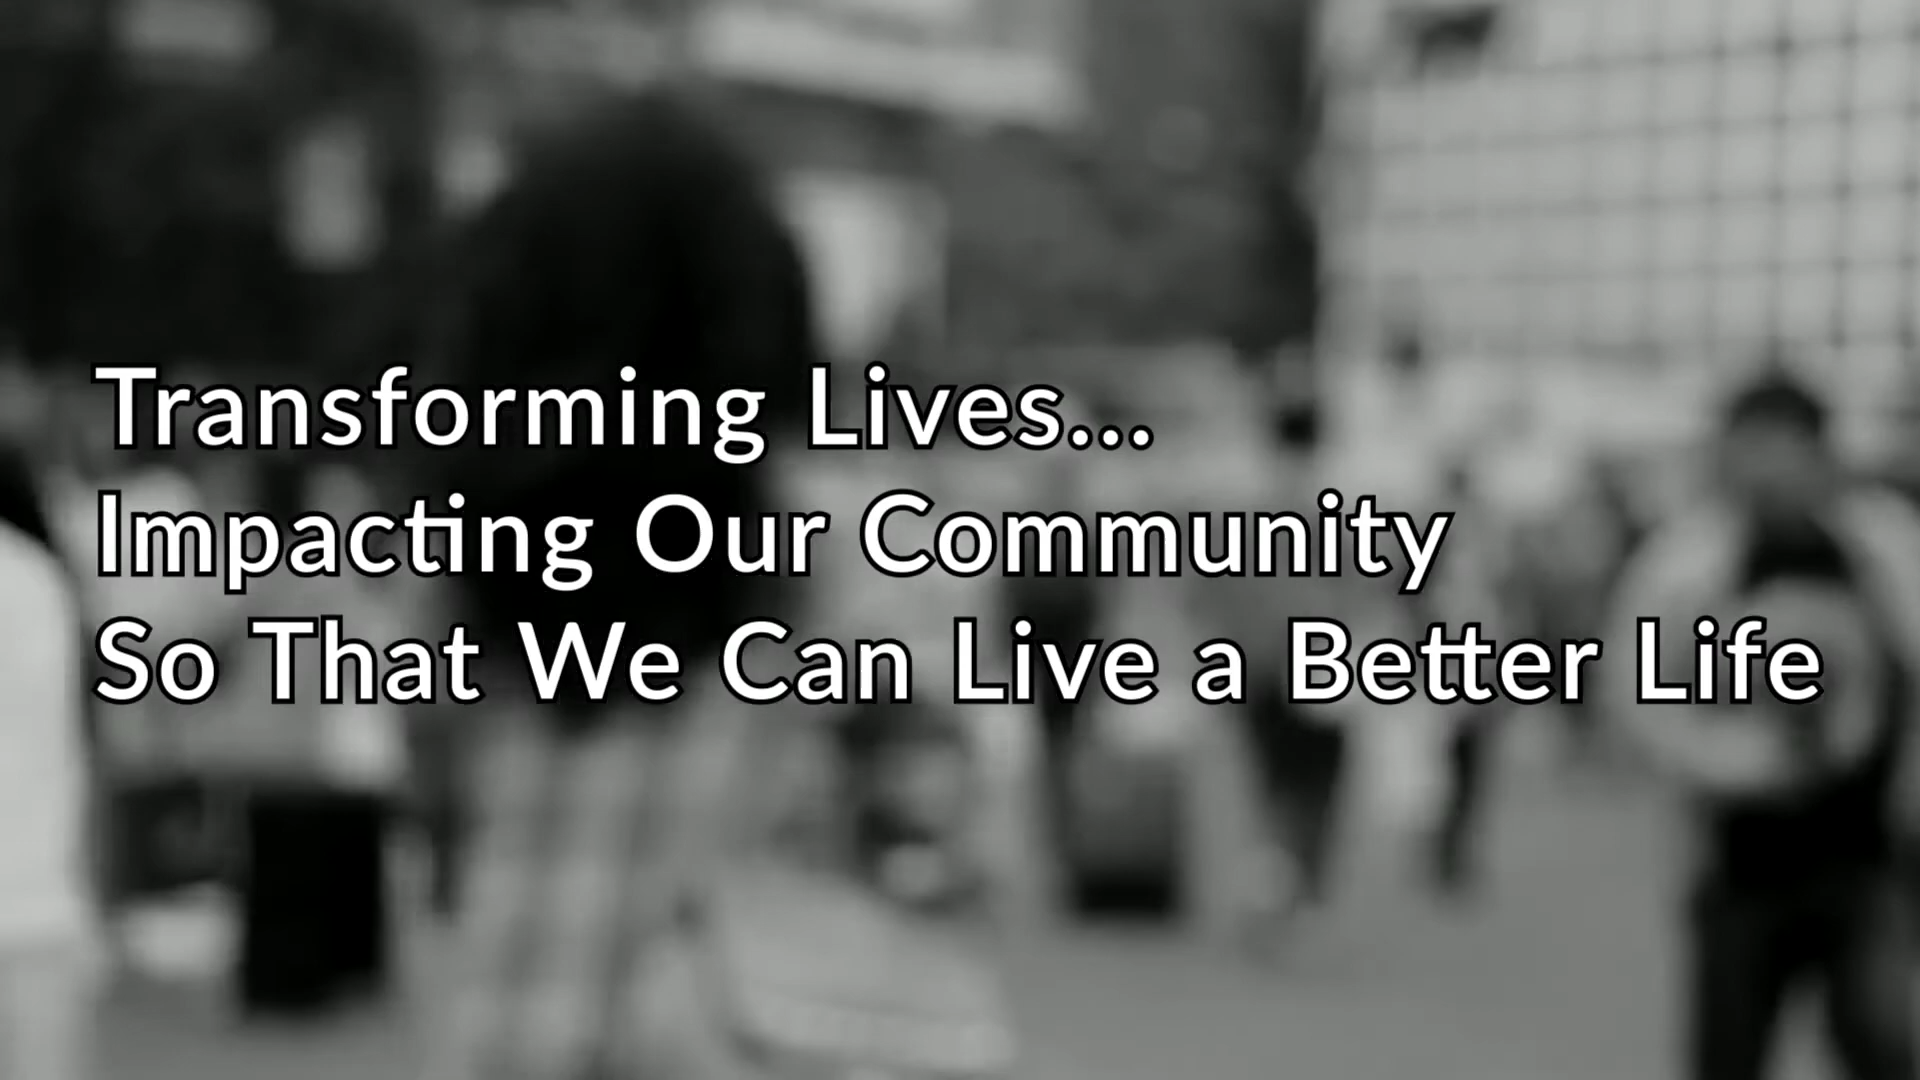 Transforming Lives...
Impacting Our Community
So That We Can Live a Better Life